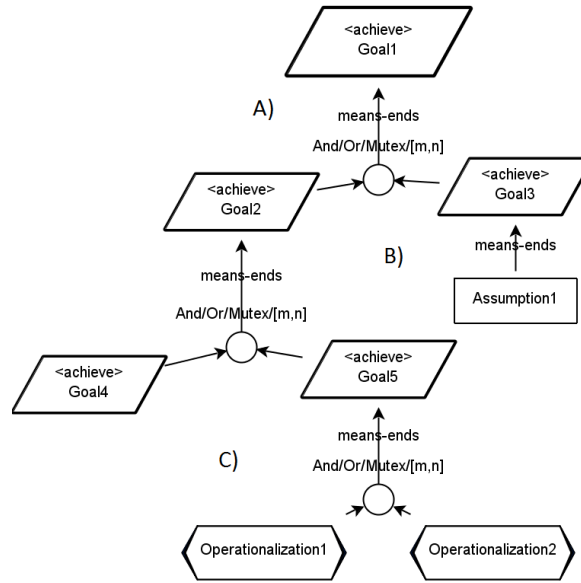 <achieve>
Goal1
A)
means-ends
And/Or/Mutex/[m,n]
<achieve>
Goal2
<achieve>
Goal3
B)
means-ends
means-ends
Assumption1
And/Or/Mutex/[m,n]
<achieve>
Goal4
<achieve>
Goal5
means-ends
C)
And/Or/Mutex/[m,n]
Operationalization1
Operationalization2